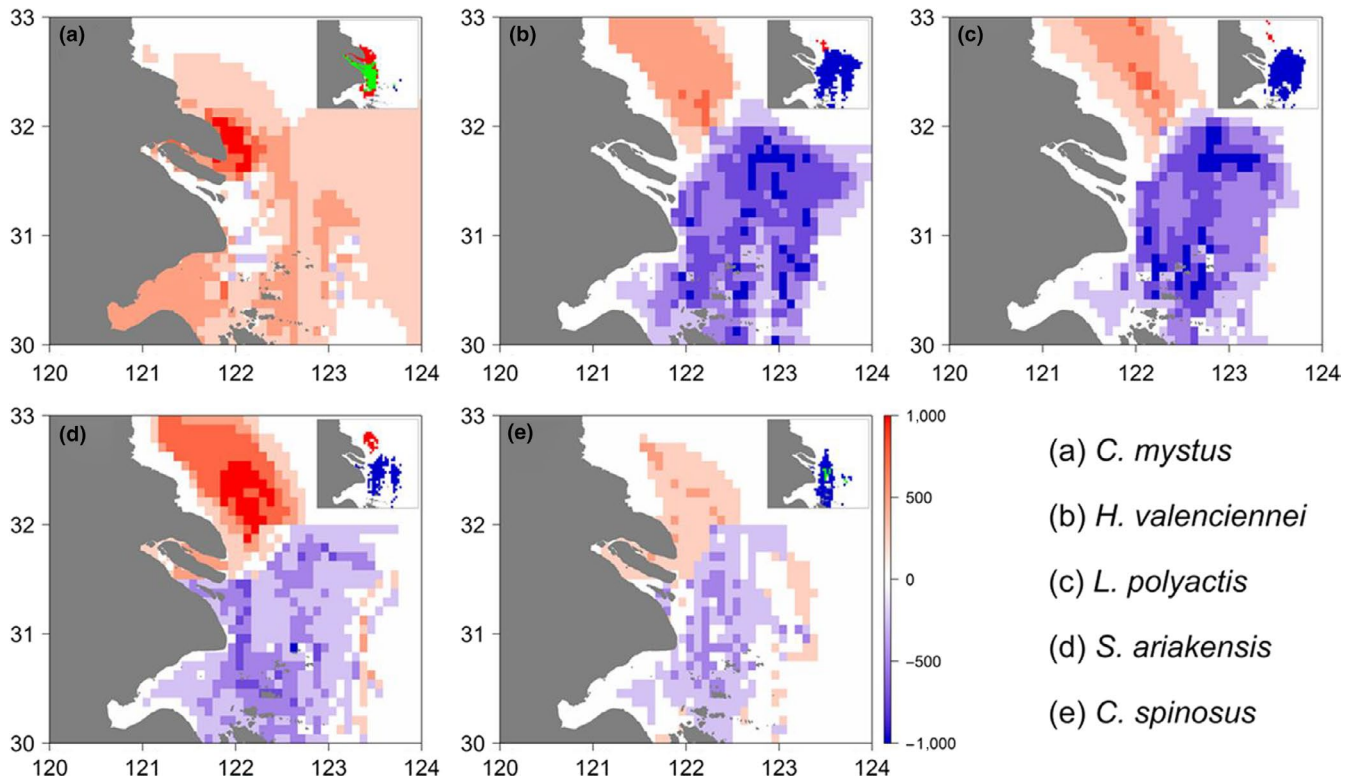 (a)
(b)
(c)
33
32
31
30
120 121 122 123 124
33
32
31
30
120 121 122 123 124
33
32
31
30
120 121 122 123 124
(d)
(e)
33
32
31
30
120 121 122 123 124
33
32
31
30
120 121 122 123 124
1,000
500
0
−500
−1,000
(a) C. mystus
(b) H. valenciennei
(c) L. polyactis
(d) S. ariakensis
(e) C. spinosus